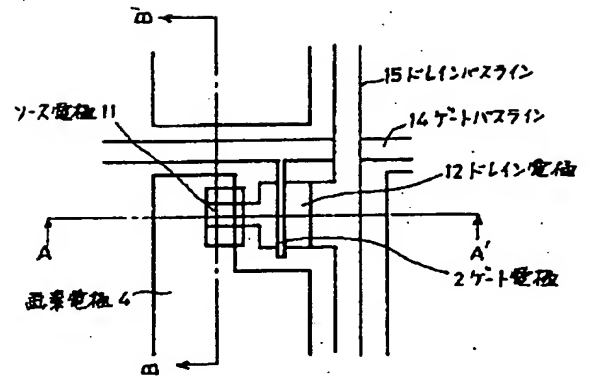 B
15 ドレインバスライン
ソース電極 11
14 ゲートバスライン
12 ドレイン電極
A
A'
2 ゲート電極
画素電極 4
B